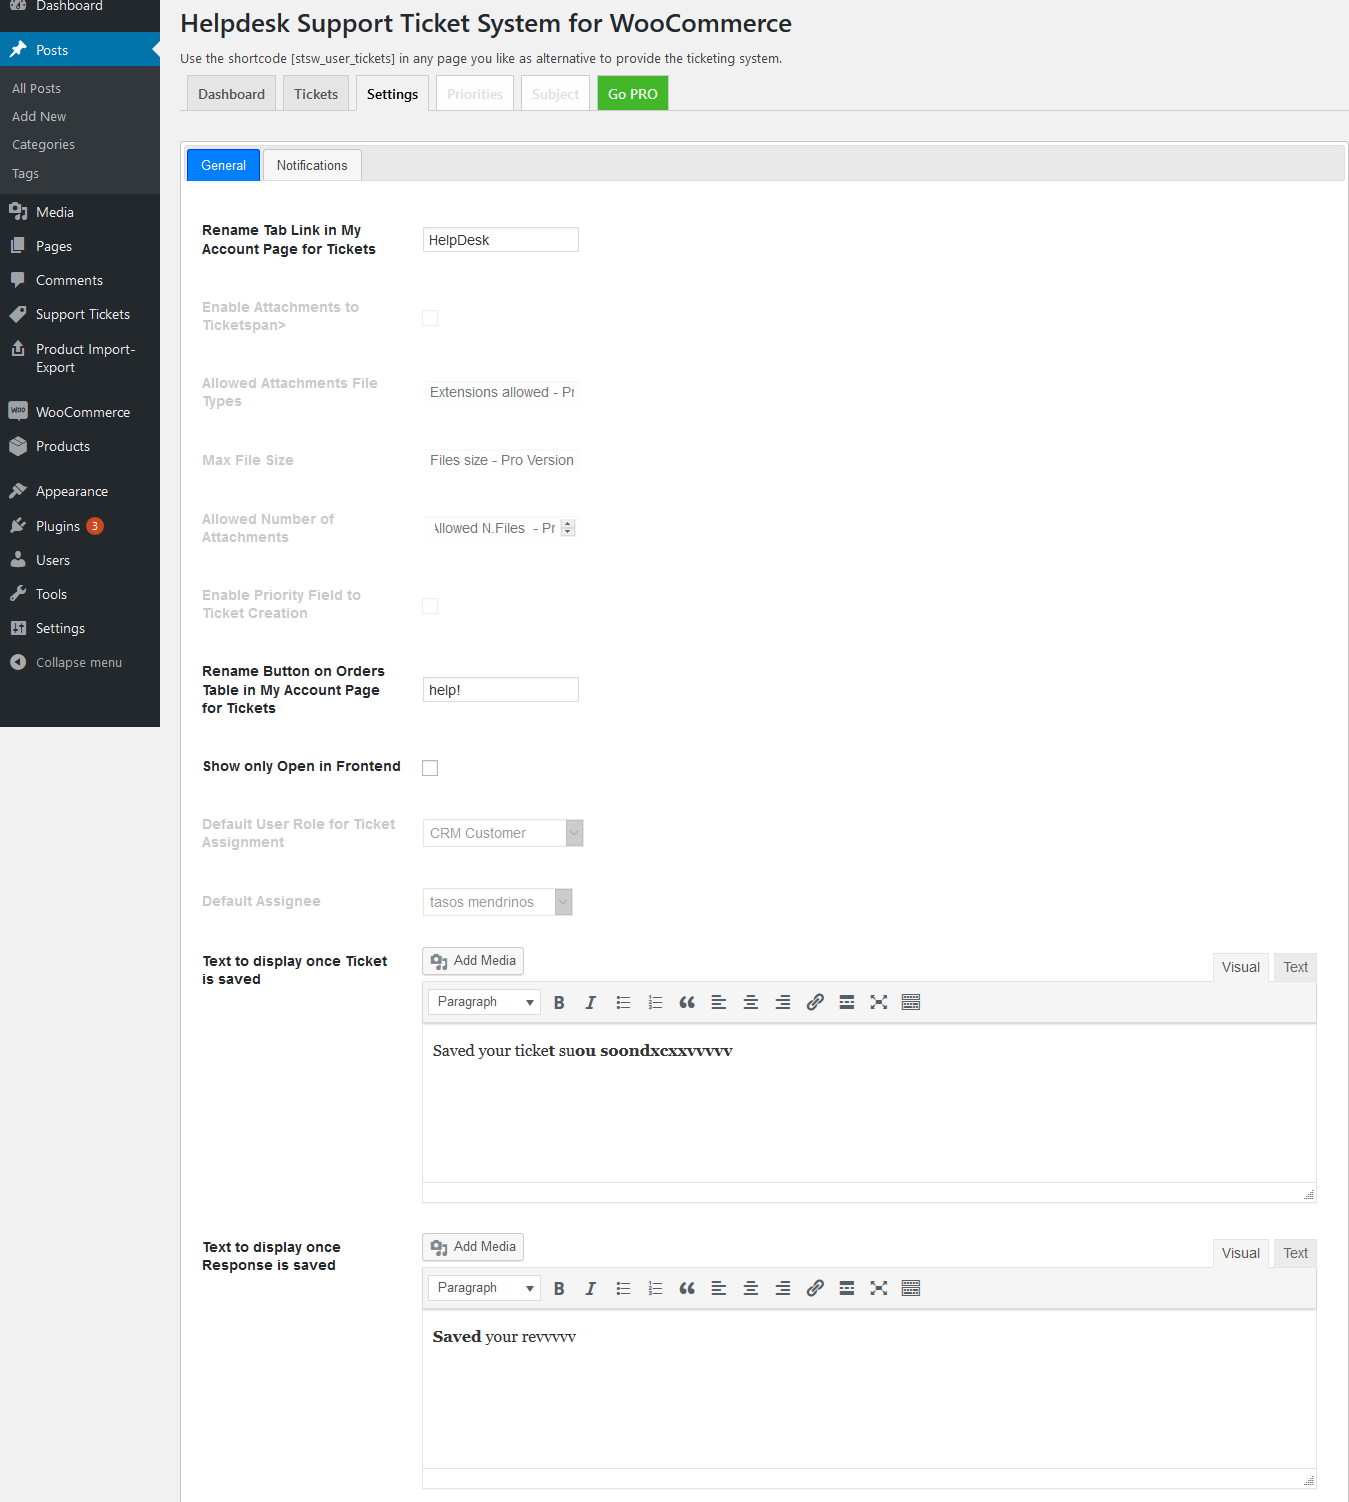 Dashboard
Posts
All Posts
Add New
Categories
Tags
Media
Pages
Comments
Support Tickets
Product Import-
Export
WooCommerce
Products
Appearance
Plugins 3
Users
Tools
Settings
Collapse menu
Helpdesk Support Ticket System for WooCommerce
Use the shortcode [stsw_user_tickets] in any page you like as alternative to provide the ticketing system.
Dashboard Tickets Settings Priorities Subject Go PRO
General Notifications
Rename Tab Link in My
Account Page for Tickets
HelpDesk
Enable Attachments to
Ticketspan>
Allowed Attachments File
Types
Extensions allowed - Pr
Max File Size
Files size - Pro Version
Allowed Number of
Attachments
Allowed N.Files - Pr
Enable Priority Field to
Ticket Creation
Rename Button on Orders
Table in My Account Page
for Tickets
help!
Show only Open in Frontend
Default User Role for Ticket
Assignment
CRM Customer
Default Assignee
tasos mendrinos
Text to display once Ticket
is saved
Add Media
Visual Text
Paragraph
Saved your ticket suou soondxcxxvvvvv
Text to display once
Response is saved
Add Media
Visual Text
Paragraph
Saved your revvvvv